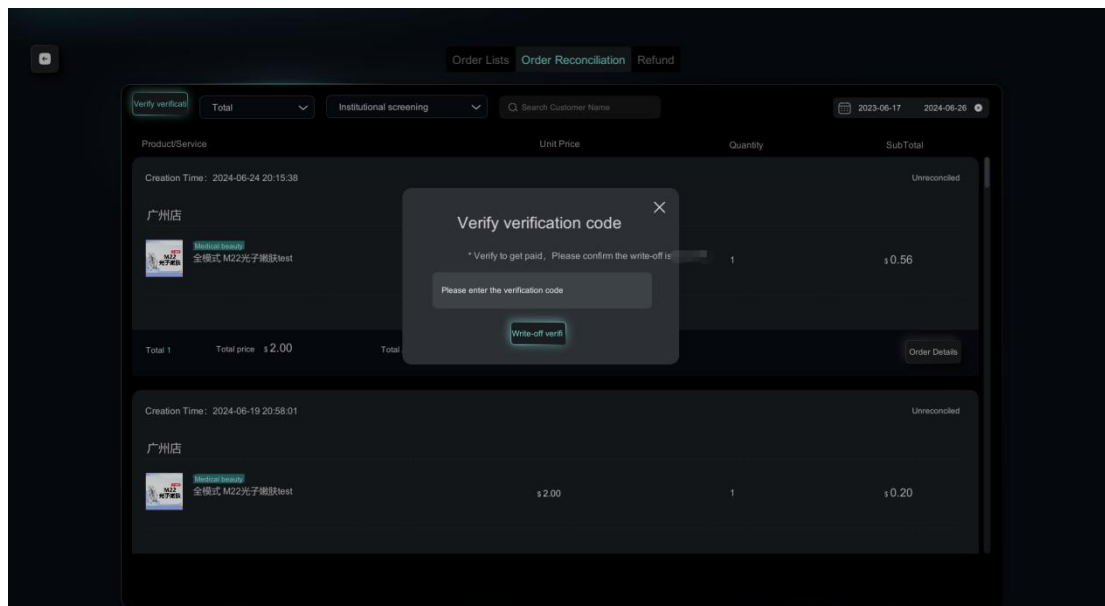 Order Lists Order Reconciliation Refund
Verify verificati Total Institutional screening Search Customer Name 2023-06-17 2024-06-26
Product/Service Unit Price Quantity SubTotal
Creation Time: 2024-06-24 20:15:38 Unreconciled
广州店
Verify verification code
* Verify to get paid, Please confirm the write-off is
Please enter the verification code
Write-off verifi
Medical beauty
M22
全模式 M22光子嫩肤test 1 $0.56
Total 1 Total price $2.00 Total Order Details
Creation Time: 2024-06-19 20:58:01 Unreconciled
广州店
Medical beauty
M22
全模式 M22光子嫩肤test $2.00 1 $0.20